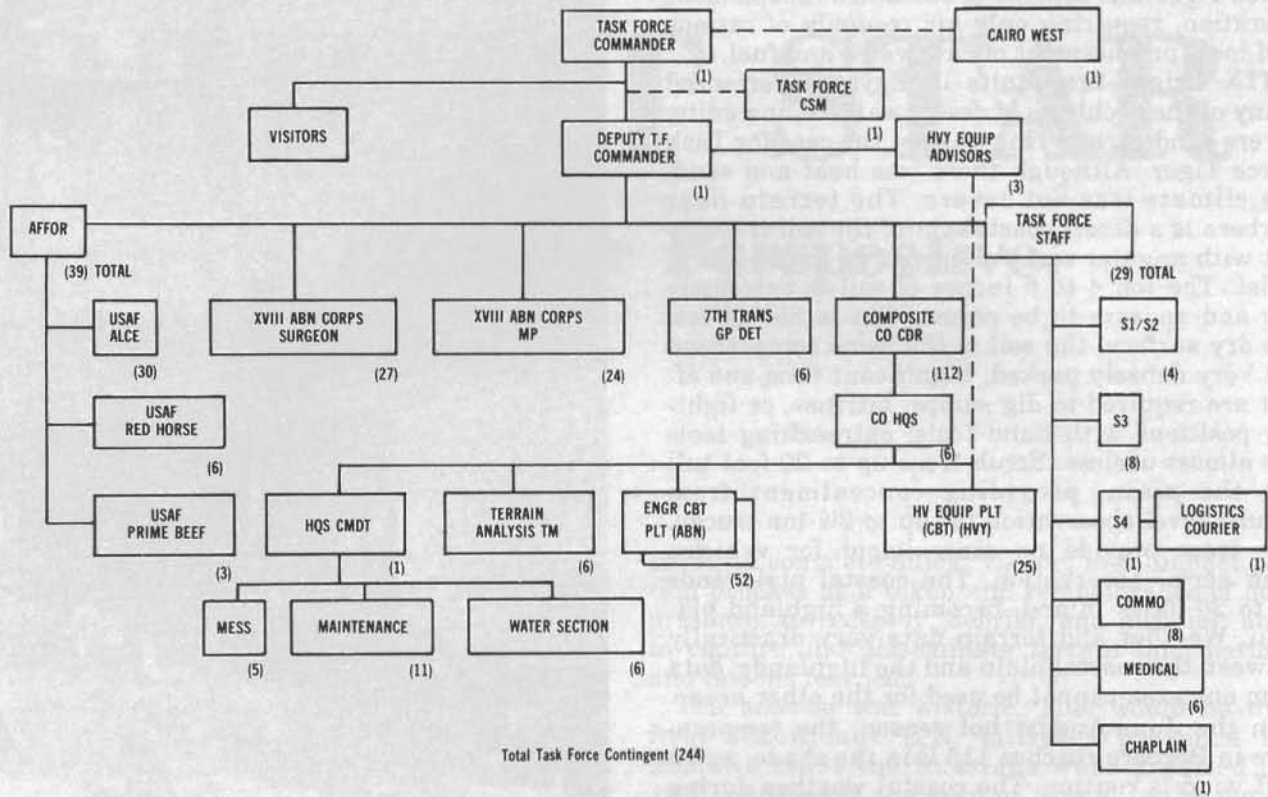 TASK FORCE
COMMANDER
(1)
CAIRO WEST
(1)
TASK FORCE
CSM
(1)
VISITORS
DEPUTY T.F.
COMMANDER
(1)
HVY EQUIP
ADVISORS
(3)
AFFOR
(39) TOTAL
TASK FORCE
STAFF
(29) TOTAL
USAF
ALCE
(30)
XVIII ABN CORPS
SURGEON
(27)
XVIII ABN CORPS
MP
(24)
7TH TRANS
GP DET
(6)
COMPOSITE
CO CDR
(112)
S1/S2
(4)
USAF
RED HORSE
(6)
CO HQS
(6)
S3
(8)
USAF
PRIME BEEF
(3)
HQS CMDT
(1)
TERRAIN
ANALYSIS TM
(6)
ENGR CBT
PLT (ABN)
(52)
HV EQUIP PLT
(CBT) (HVY)
(25)
S4
(1)
LOGISTICS
COURIER
(1)
MESS
(5)
MAINTENANCE
(11)
WATER SECTION
(6)
COMMO
(8)
MEDICAL
(6)
CHAPLAIN
(1)
Total Task Force Contingent (244)